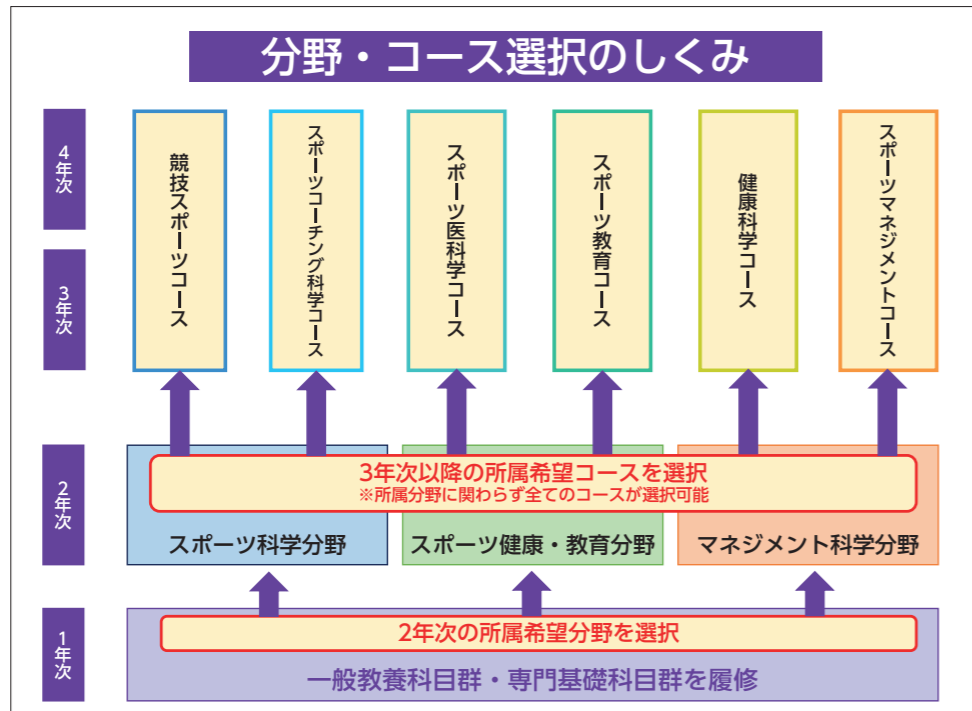 分野・コース選択のしくみ
4年次
3年次
競技スポーツコース
スポーツコーチング科学コース
スポーツ医科学コース
スポーツ教育コース
健康科学コース
スポーツマネジメントコース
2年次
3年次以降の所属希望コースを選択
※所属分野に関わらず全てのコースが選択可能
スポーツ科学分野
スポーツ健康・教育分野
マネジメント科学分野
1年次
2年次の所属希望分野を選択
一般教養科目群・専門基礎科目群を履修